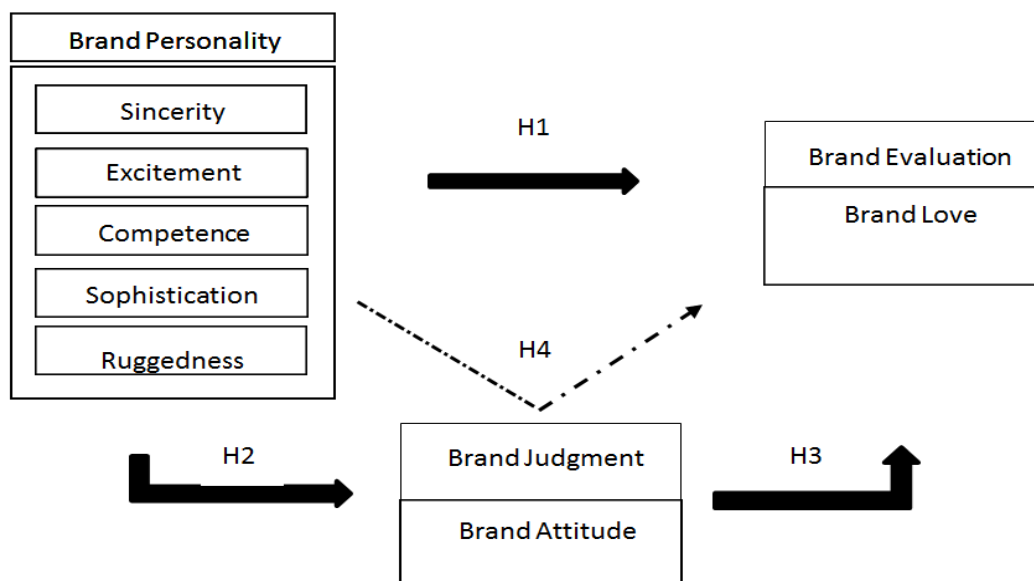 Brand Personality
Sincerity
Excitement
Competence
Sophistication
Ruggedness
H1
Brand Evaluation
Brand Love
H4
H2
Brand Judgment
Brand Attitude
H3